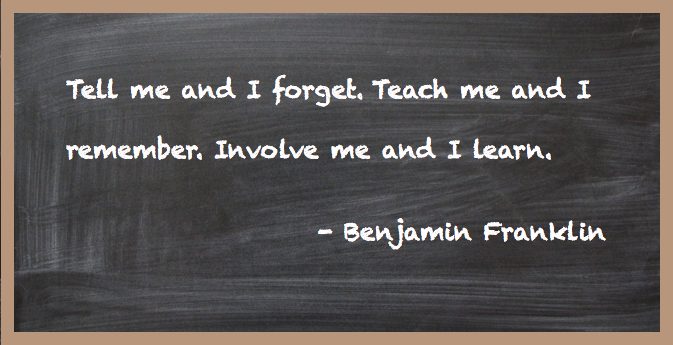 Tell me and I forget. Teach me and I
remember. Involve me and I learn.
- Benjamin Franklin